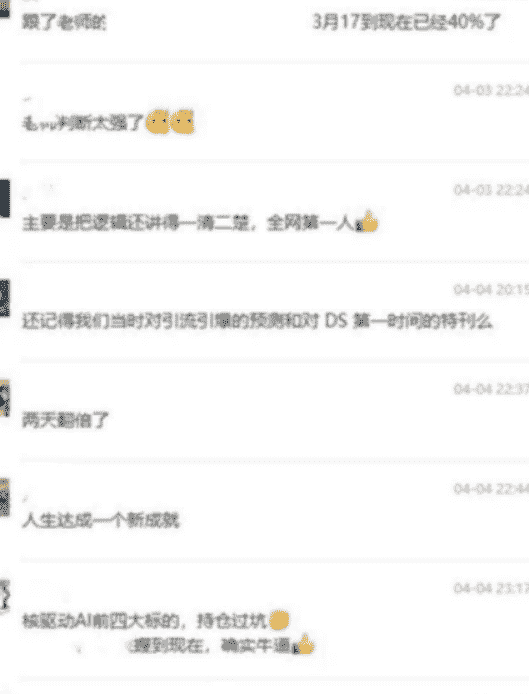 跟了老师的 3月17到现在已经40%了
04-03 22:24
判断太强了
04-03 22:24
主要是把逻辑还讲得一清二楚，全网第一人👍
04-04 20:15
还记得我们当时对引流引爆的预测和对 DS 第一时间的特刊么
04-04 22:37
两天翻倍了
04-04 22:44
人生达成一个新成就
04-04 23:17
核驱动AI前四大标的，持仓过坑
握到现在，确实牛逼👍